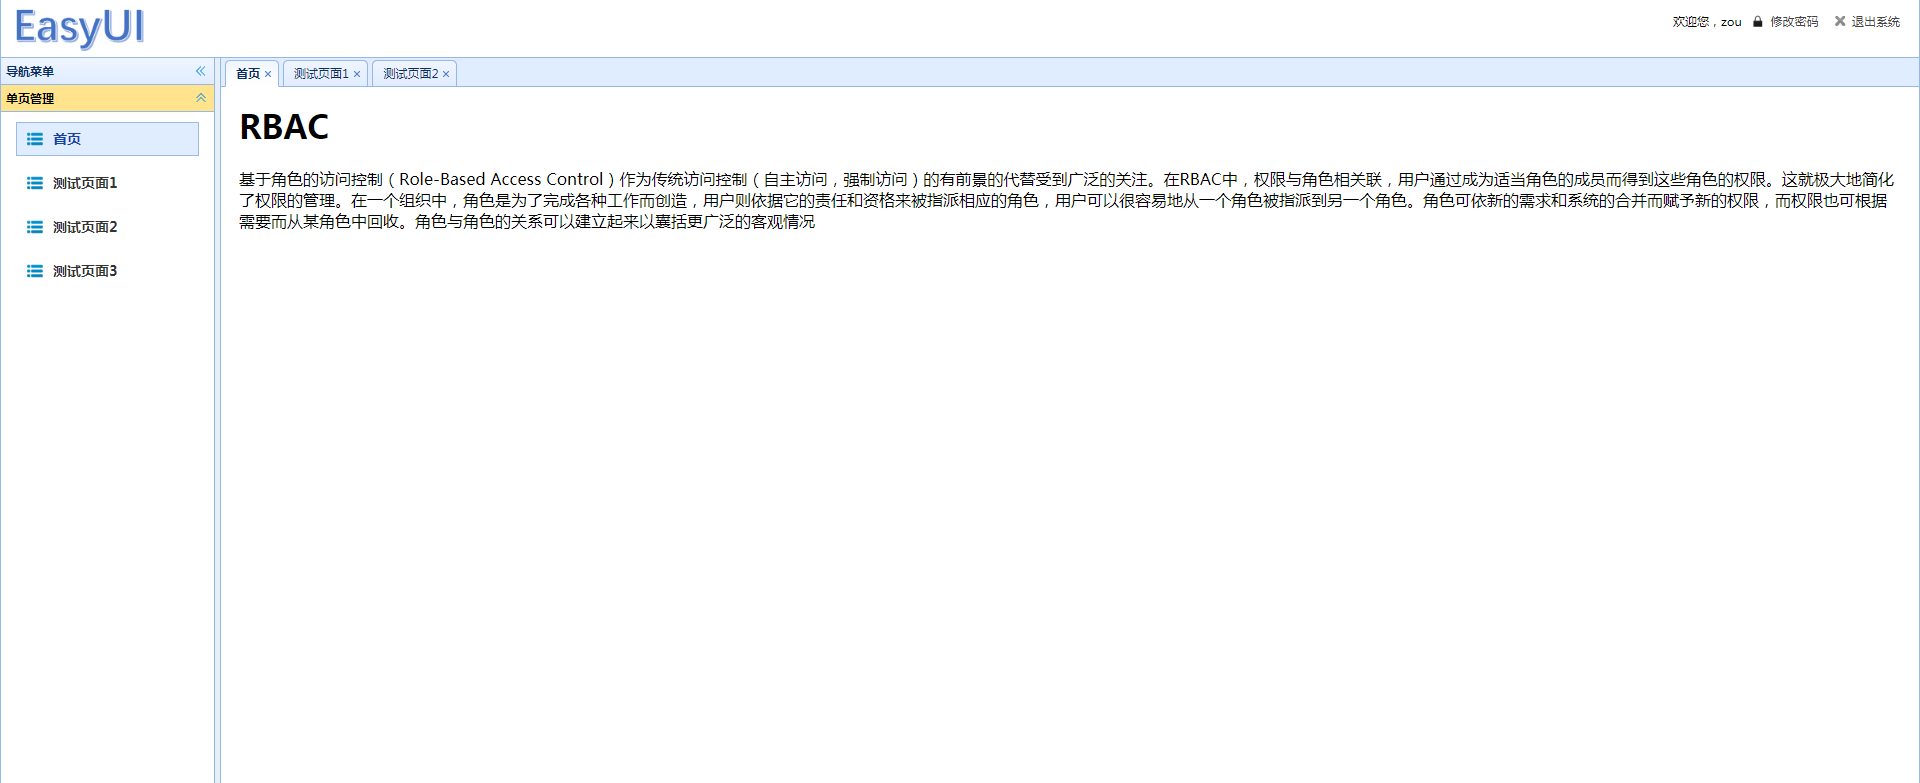 EasyUI
欢迎您，zou 修改密码 退出系统
导航菜单
单页管理
首页
测试页面1
测试页面2
测试页面3
首页 测试页面1 测试页面2
RBAC
基于角色的访问控制（Role-Based Access Control）作为传统访问控制（自主访问，强制访问）的有前景的代替受到广泛的关注。在RBAC中，权限与角色相关联，用户通过成为适当角色的成员而得到这些角色的权限。这就极大地简化
了权限的管理。在一个组织中，角色是为了完成各种工作而创造，用户则依据它的责任和资格来被指派相应的角色，用户可以很容易地从一个角色被指派到另一个角色。角色可依新的需求和系统的合并而赋予新的权限，而权限也可根据
需要而从某角色中回收。角色与角色的关系可以建立起来以囊括更广泛的客观情况